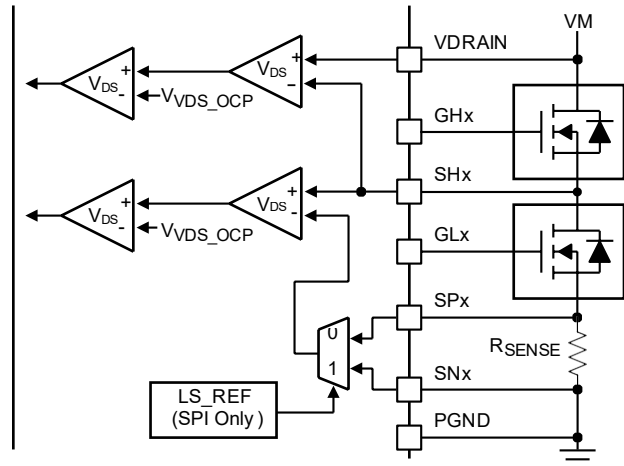 VM
+
VDS
-
VVDS_OCP
+
VDS
-
VDRAIN
GHx
SHx
+
VDS
-
VVDS_OCP
+
VDS
-
GLx
SPx
0
1
RSENSE
SNx
LS_REF
(SPI Only)
PGND